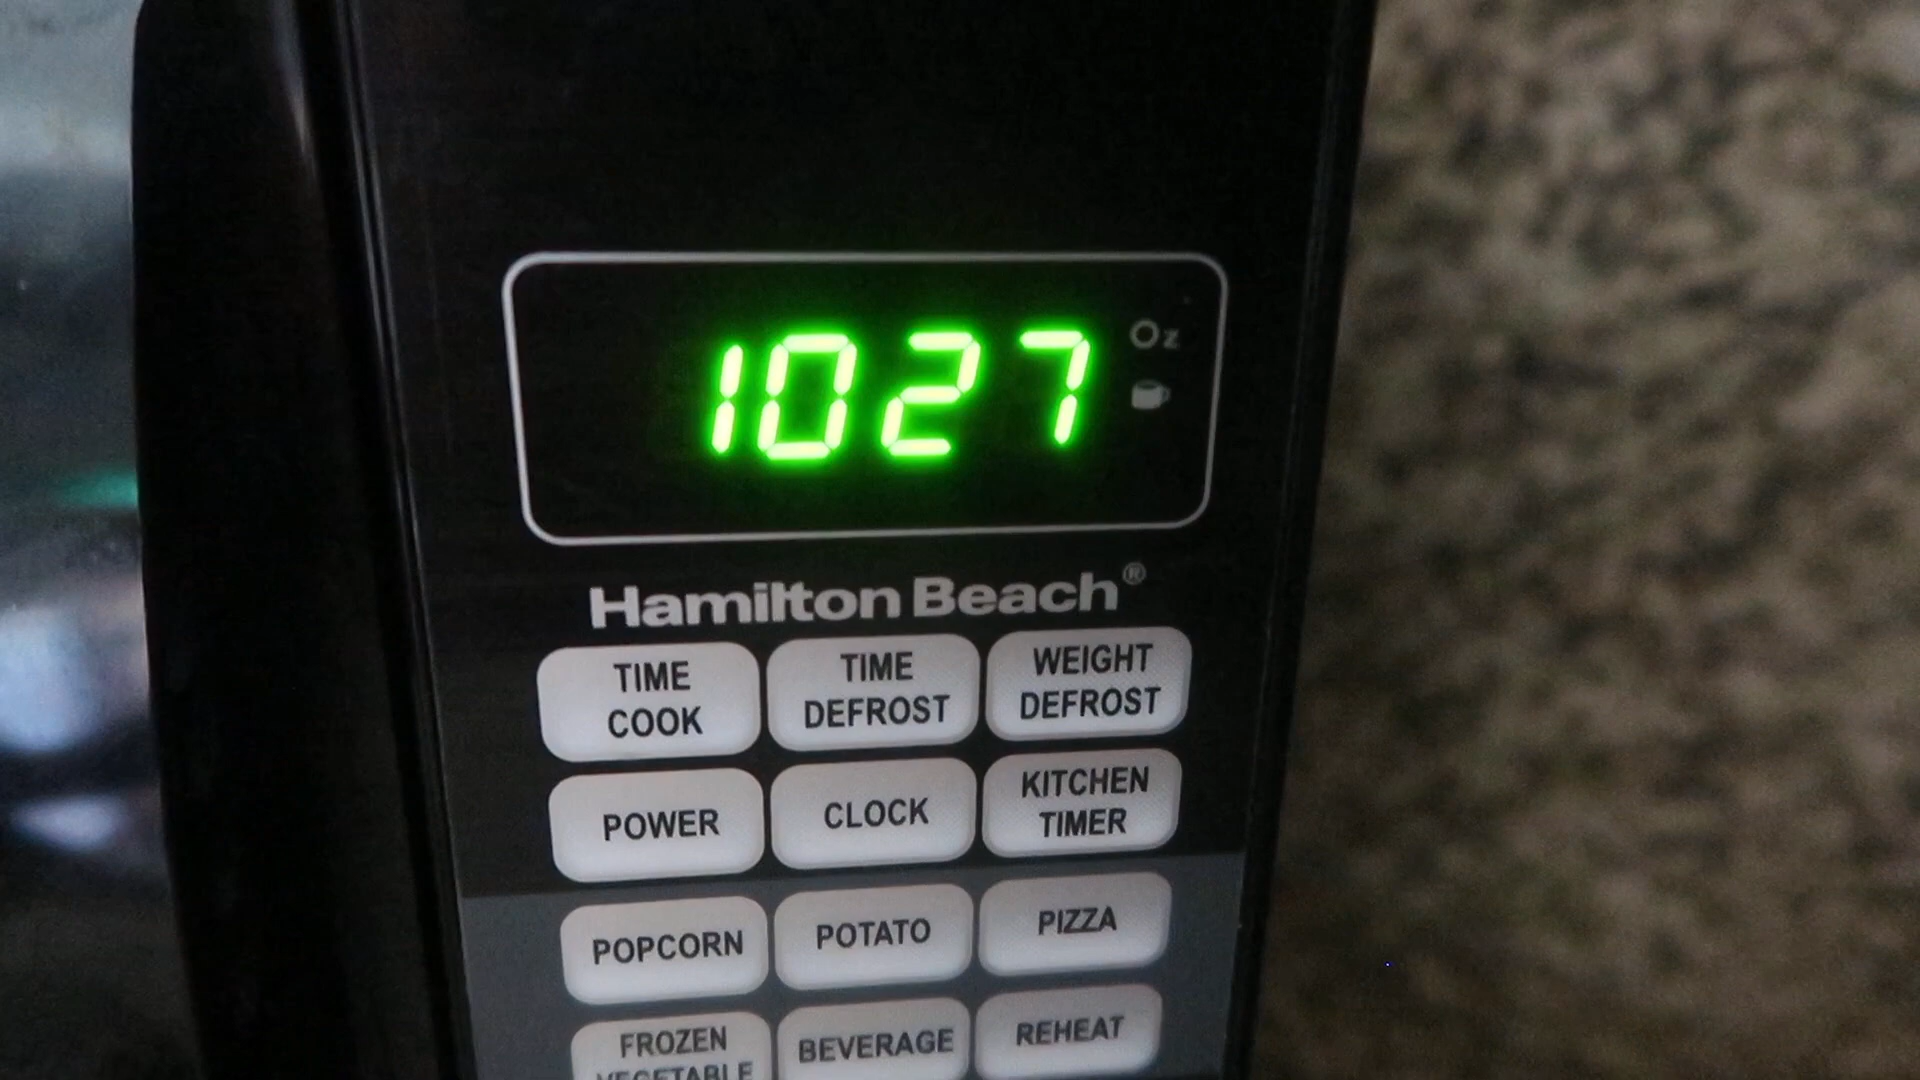 1027
Oz
Hamilton Beach®
TIME
COOK
TIME
DEFROST
WEIGHT
DEFROST
POWER
CLOCK
KITCHEN
TIMER
POPCORN
POTATO
PIZZA
FROZEN
VEGETABLE
BEVERAGE
REHEAT